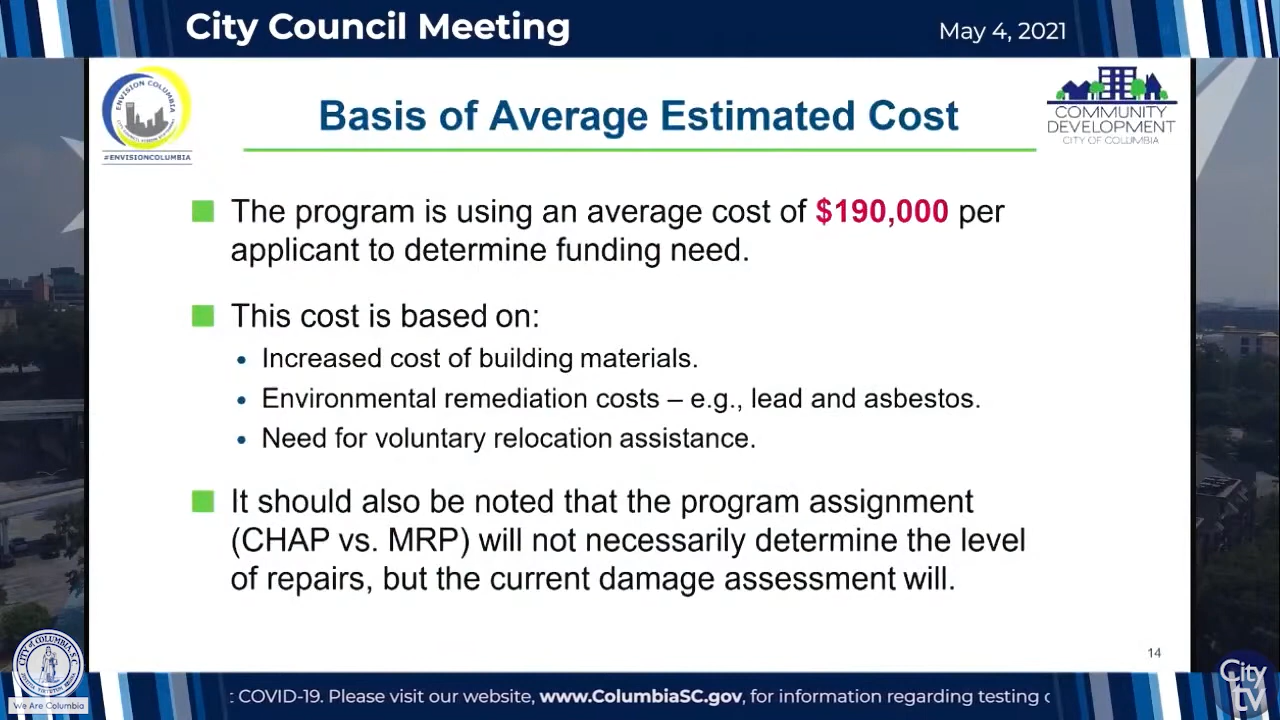 City Council Meeting
May 4, 2021
ENVISION COLUMBIA
#ENVISIONCOLUMBIA
Basis of Average Estimated Cost
COMMUNITY
DEVELOPMENT
CITY OF COLUMBIA
The program is using an average cost of $190,000 per
applicant to determine funding need.
This cost is based on:
• Increased cost of building materials.
• Environmental remediation costs – e.g., lead and asbestos.
• Need for voluntary relocation assistance.
It should also be noted that the program assignment
(CHAP vs. MRP) will not necessarily determine the level
of repairs, but the current damage assessment will.
14
CITY OF COLUMBIA, S.C.
We Are Columbia
: COVID-19. Please visit our website, www.ColumbiaSC.gov, for information regarding testing
City
tv